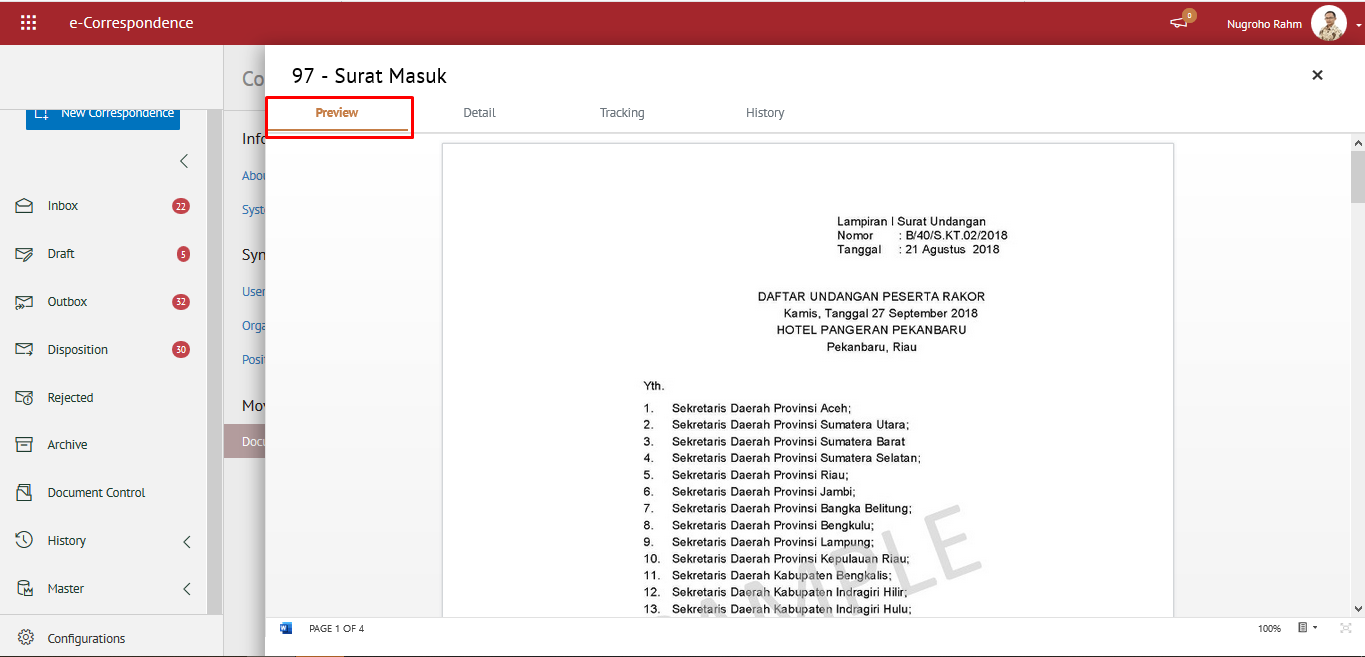 e-Correspondence
0
Nugroho Rahm
New Correspondence
Inbox
22
Draft
5
Outbox
32
Disposition
30
Rejected
Archive
Document Control
History
Master
Configurations
Co
Info
Abou
Syst
Syn
User
Orga
Posit
Mov
Docu
97 - Surat Masuk
Preview
Detail
Tracking
History
Lampiran I Surat Undangan
Nomor : B/40/S.KT.02/2018
Tanggal : 21 Agustus 2018
DAFTAR UNDANGAN PESERTA RAKOR
Kamis, Tanggal 27 September 2018
HOTEL PANGERAN PEKANBARU
Pekanbaru, Riau
Yth.
1. Sekretaris Daerah Provinsi Aceh;
2. Sekretaris Daerah Provinsi Sumatera Utara;
3. Sekretaris Daerah Provinsi Sumatera Barat
4. Sekretaris Daerah Provinsi Sumatera Selatan;
5. Sekretaris Daerah Provinsi Riau;
6. Sekretaris Daerah Provinsi Jambi;
7. Sekretaris Daerah Provinsi Bangka Belitung;
8. Sekretaris Daerah Provinsi Bengkulu;
9. Sekretaris Daerah Provinsi Lampung;
10. Sekretaris Daerah Provinsi Kepulauan Riau;
11. Sekretaris Daerah Kabupaten Bengkalis;
12. Sekretaris Daerah Kabupaten Indragiri Hilir;
13. Sekretaris Daerah Kabupaten Indragiri Hulu;
AMPLE
PAGE 1 OF 4
100%